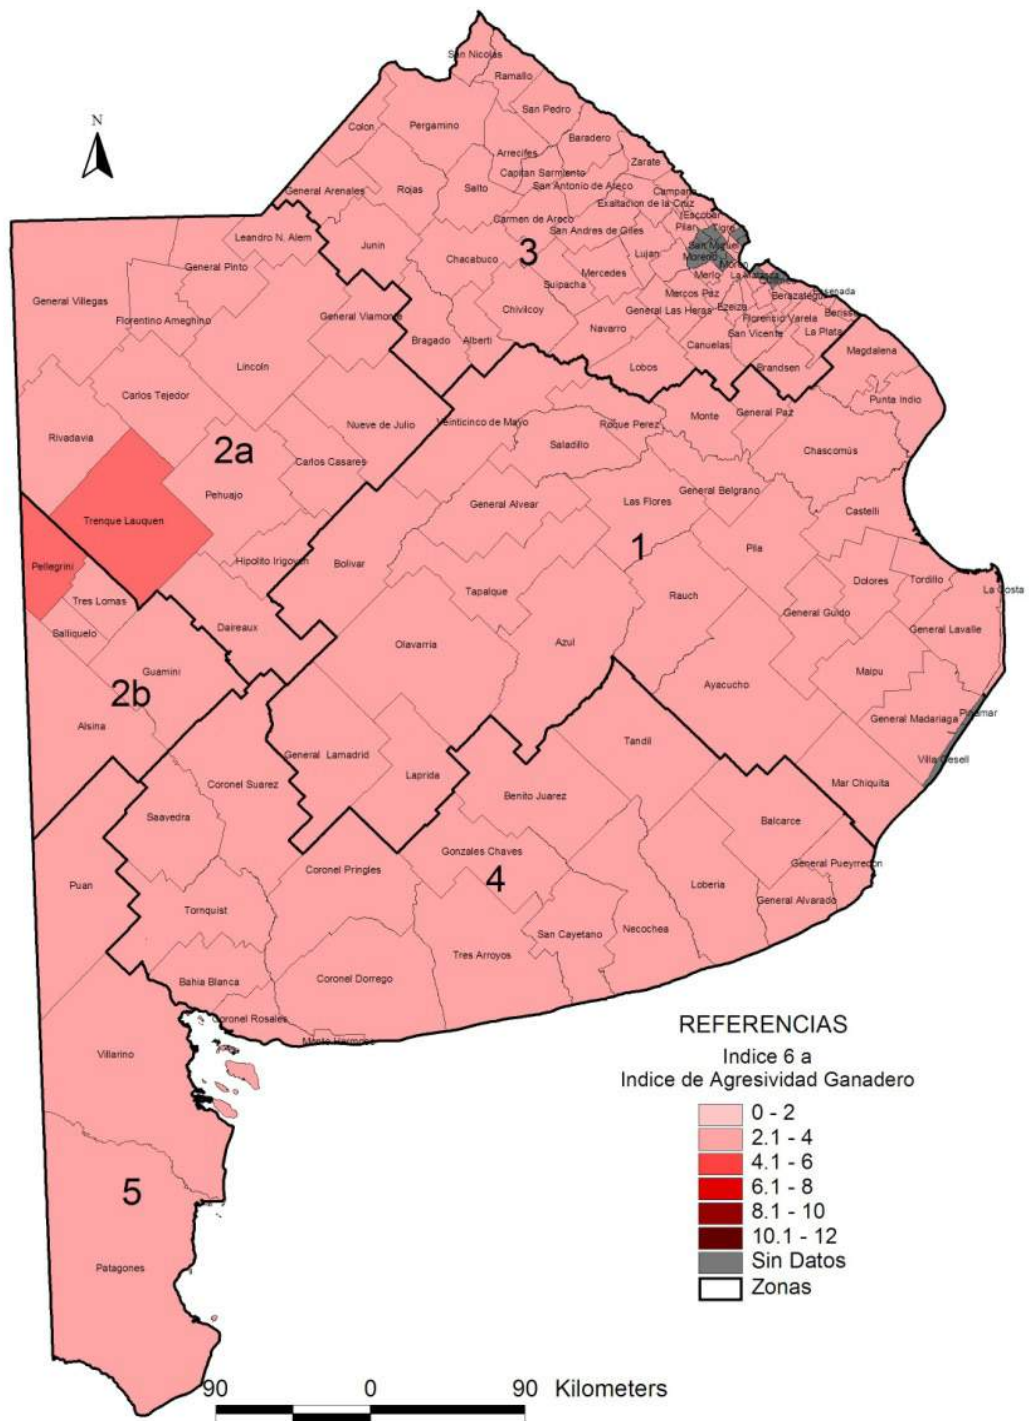 N
San Nicolas
Ramallo
San Pedro
Colon
Pergamino
Baradero
Arrecifes
Zarate
Capitan Sarmiento
San Antonio de Areco
General Arenales
Rojas
Salto
Campana
Exaltacion de la Cruz
Escobar
Carmen de Areco
Pilar
Tigre
San Andres de Giles
Leandro N. Alem
Junin
3
San Miguel
Lujan
Moreno
General Pinto
Chacabuco
Mercedes
Merlo
Suipacha
Ensenada
General Villegas
Mercos Paz
Berazategui
Chivilcoy
General Las Heras
Ezeiza
Berisso
Florentino Ameghino
General Viamonte
Florencio Varela
Navarro
San Vicente
La Plata
Bragado
Alberti
Canuelas
Magdalena
Lincoln
Lobos
Brandsen
Carlos Tejedor
Punta Indio
General Paz
Monte
Veinticinco de Mayo
Roque Perez
Nueve de Julio
Rivadavia
Saladillo
Chascomús
2a
Carlos Casares
Pehuajo
General Belgrano
Las Flores
General Alvear
Castelli
Trenque Lauquen
1
Pila
Hipolito Irigoyen
Bolivar
Pellegrini
Dolores
Tordillo
La Costa
Tapalque
Rauch
Tres Lomas
General Guido
Daireaux
General Lavalle
Salliquelo
Olavarria
Azul
Guamini
Maipu
2b
Ayacucho
Pinamar
General Madariaga
Alsina
Tandil
General Lamadrid
Villa Gesell
Laprida
Coronel Suarez
Mar Chiquita
Benito Juarez
Saavedra
Balcarce
Gonzales Chaves
General Pueyrredon
Coronel Pringles
4
Puan
Loberia
General Alvarado
Tornquist
Necochea
San Cayetano
Tres Arroyos
Bahia Blanca
Coronel Dorrego
Coronel Rosales
Monte Hermoso
Villarino
5
Patagones
REFERENCIAS
Indice 6 a
Indice de Agresividad Ganadero
0 - 2
2.1 - 4
4.1 - 6
6.1 - 8
8.1 - 10
10.1 - 12
Sin Datos
Zonas
90 0 90 Kilometers